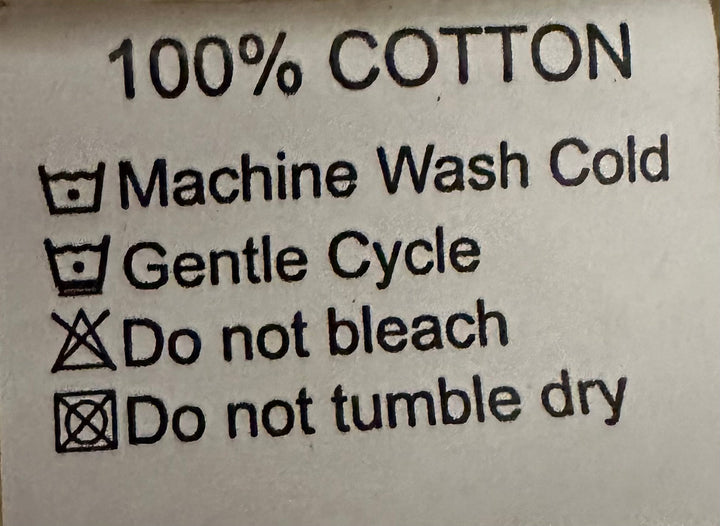 100% COTTON
Machine Wash Cold
Gentle Cycle
Do not bleach
Do not tumble dry